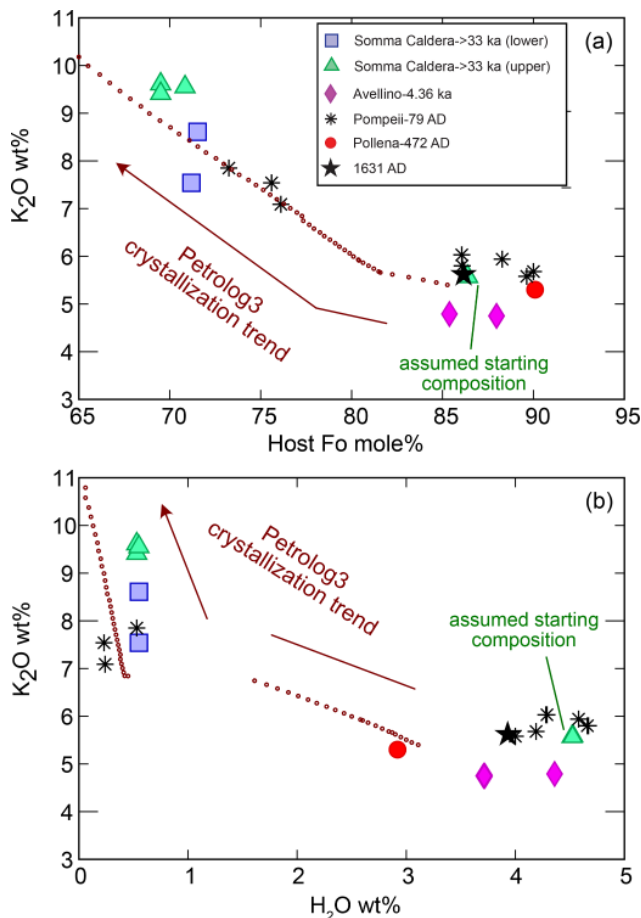 (a)
11
10
9
8
7
6
5
4
3
K2O wt%
Somma Caldera->33 ka (lower)
Somma Caldera->33 ka (upper)
Avellino-4.36 ka
Pompeii-79 AD
Pollena-472 AD
1631 AD
Petrolog3
crystallization trend
assumed starting
composition
65 70 75 80 85 90 95
Host Fo mole%
(b)
11
10
9
8
7
6
5
4
3
K2O wt%
Petrolog3
crystallization trend
assumed starting
composition
0 1 2 3 4 5
H2O wt%